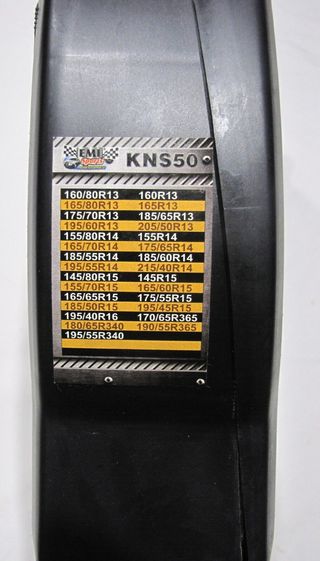 EML
sports
KNS50
160/80R13 160R13
165/80R13 165R13
175/70R13 185/65R13
195/60R13 205/50R13
155/80R14 155R14
165/70R14 175/65R14
185/55R14 185/60R14
195/55R14 215/40R14
145/80R15 145R15
155/70R15 165/60R15
165/65R15 175/55R15
185/50R15 195/45R15
195/40R16 170/65R365
180/65R340 190/55R365
195/55R340